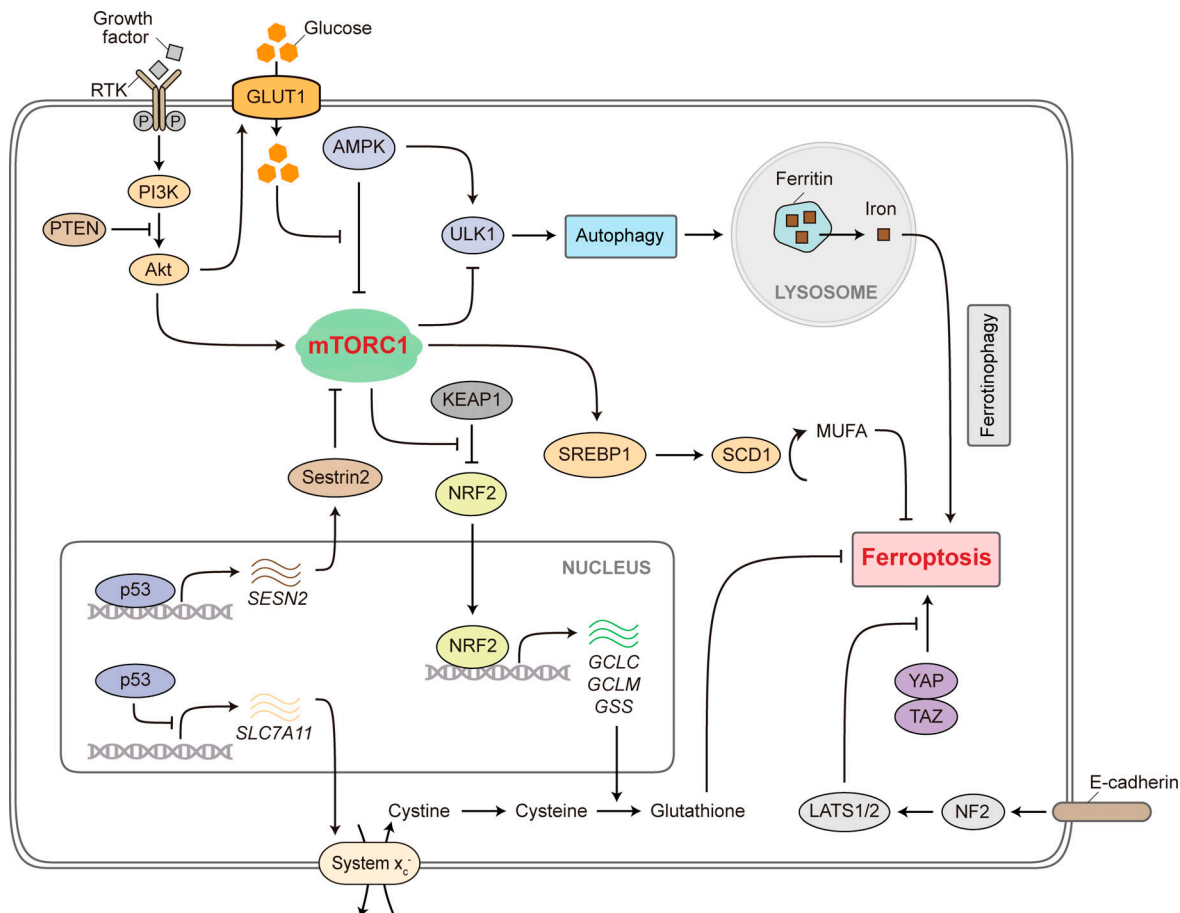 Growth
factor
Glucose
RTK
GLUT1
P
P
AMPK
PI3K
PTEN
Akt
ULK1
Autophagy
Ferritin
Iron
LYSOSOME
Ferrotinophagy
mTORC1
KEAP1
SREBP1
SCD1
MUFA
Sestrin2
NRF2
NUCLEUS
Ferroptosis
p53
SESN2
NRF2
GCLC
GCLM
GSS
p53
SLC7A11
YAP
TAZ
Cystine
Cysteine
Glutathione
LATS1/2
NF2
E-cadherin
System xc-